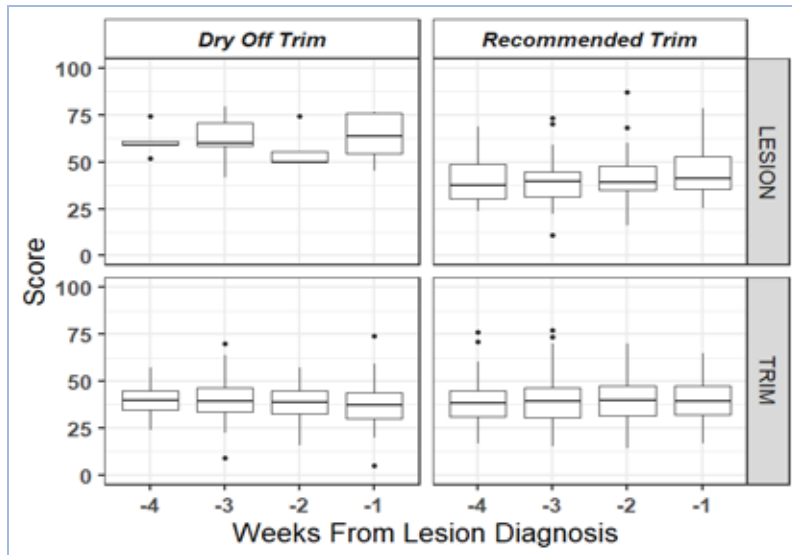 Dry Off Trim
Recommended Trim
100
75
50
25
0
LESION
Score
100
75
50
25
0
TRIM
-4 -3 -2 -1
-4 -3 -2 -1
Weeks From Lesion Diagnosis